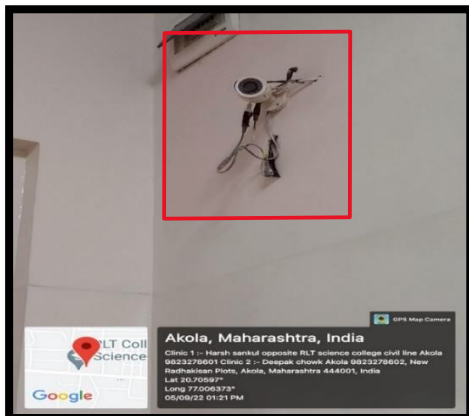 GPS Map Camera
LT Coll
Science
Google
Akola, Maharashtra, India
Clinic 1 :- Harsh sankul opposite RLT science college civil line Akola
9823278601 Clinic 2 :- Deapak chowk Akola 9823278602, New
Radhakisan Plots, Akola, Maharashtra 444001, India
Lat 20.70597°
Long 77.006373°
05/09/22 01:21 PM